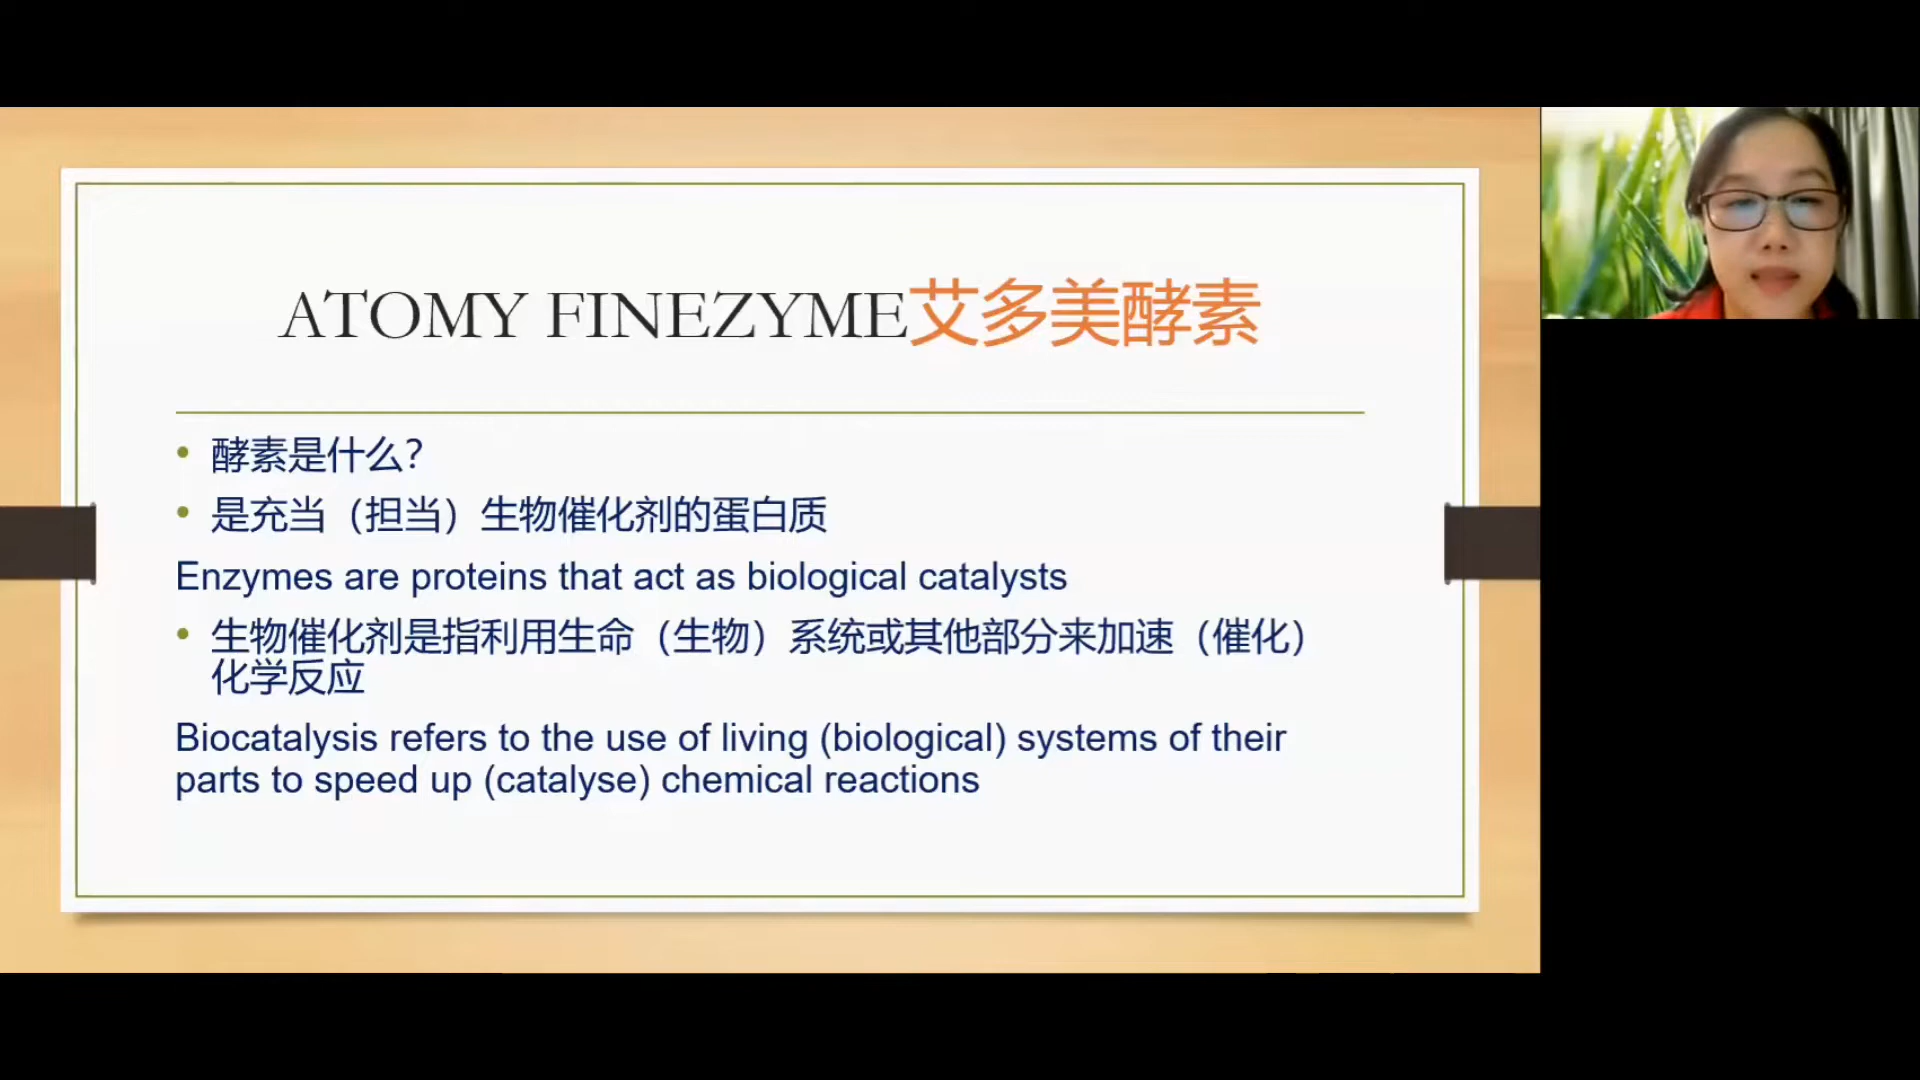 ATOMY FINEZYME艾多美酵素
• 酵素是什么?
• 是充当（担当）生物催化剂的蛋白质
Enzymes are proteins that act as biological catalysts
• 生物催化剂是指利用生命（生物）系统或其他部分来加速（催化）
化学反应
Biocatalysis refers to the use of living (biological) systems of their
parts to speed up (catalyse) chemical reactions